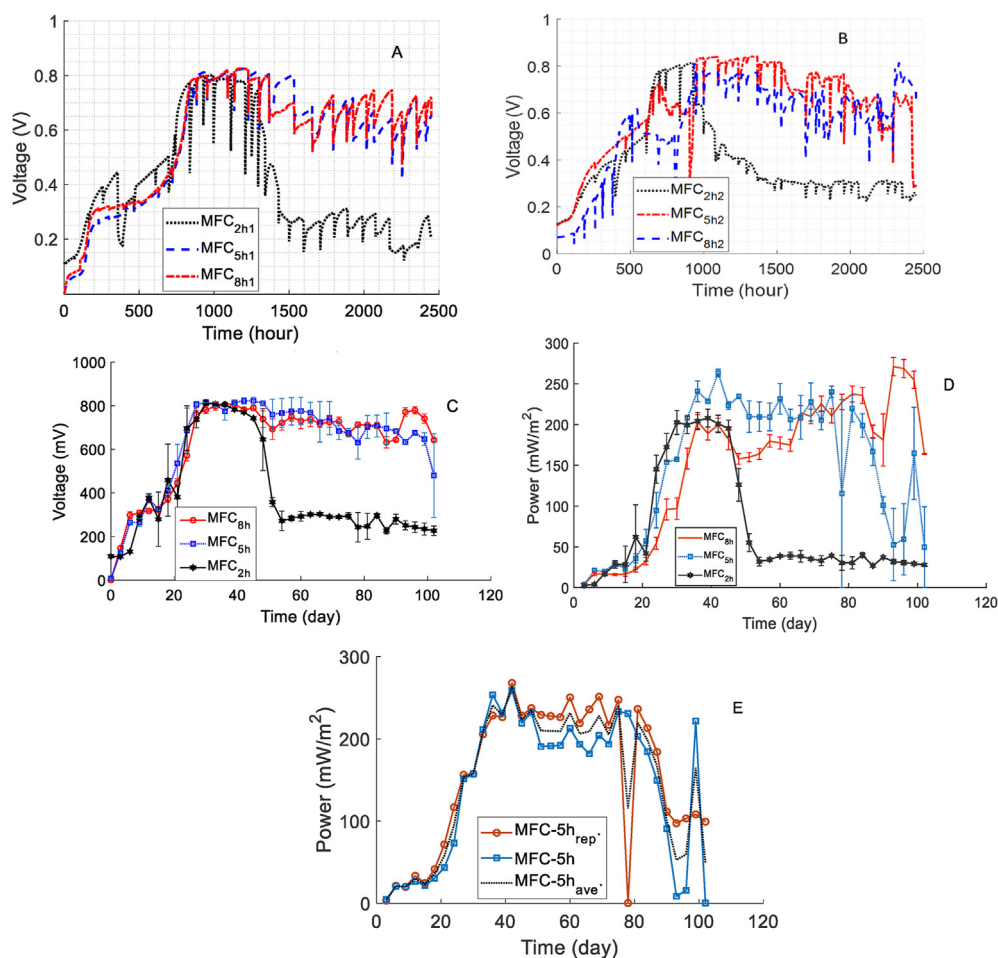 A
Voltage (V)
1
0.8
0.6
0.4
0.2
MFC2h1
MFC5h1
MFC8h1
0 500 1000 1500 2000 2500
Time (hour)
B
Voltage (V)
1
0.8
0.6
0.4
0.2
0
MFC2h2
MFC5h2
MFC8h2
0 500 1000 1500 2000 2500
Time (hour)
C
Voltage (mV)
1000
800
600
400
200
0
MFC8h
MFC5h
MFC2h
0 20 40 60 80 100 120
Time (day)
D
Power (mW/m²)
300
250
200
150
100
50
0
MFC8h
MFC5h
MFC2h
0 20 40 60 80 100 120
Time (day)
E
Power (mW/m²)
300
200
100
0
MFC-5hrep.
MFC-5h
MFC-5have.
0 20 40 60 80 100 120
Time (day)